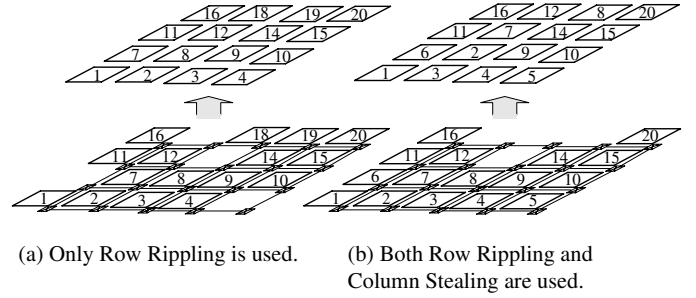 16 18 19 20
11 12 14 15
7 8 9 10
1 2 3 4
16 12 8 20
11 7 14 15
6 2 9 10
1 3 4 5
16 18 19 20
11 12 14 15
7 8 9 10
1 2 3 4
16 20
11 12 14 15
6 7 8 9 10
1 2 3 4 5
(a) Only Row Rippling is used.
(b) Both Row Rippling and
Column Stealing are used.